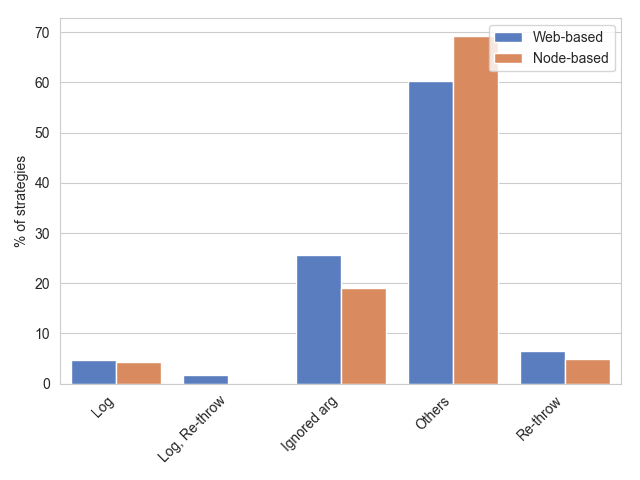 Web-based
Node-based
% of strategies
70
60
50
40
30
20
10
0
Log
Log, Re-throw
Ignored arg
Others
Re-throw